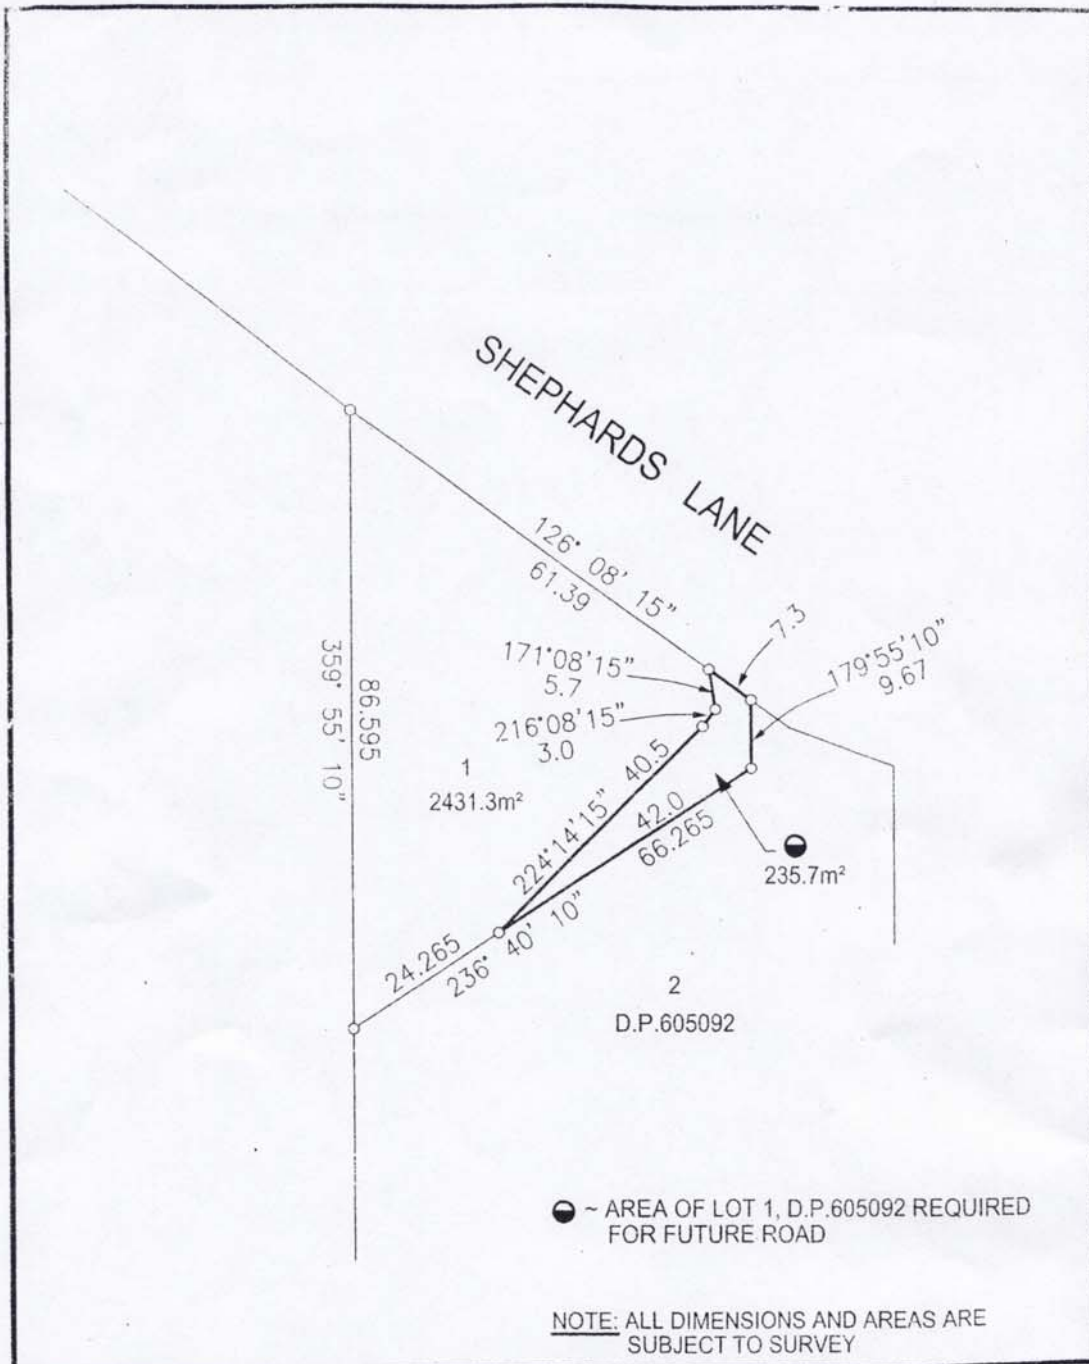 SHEPHARDS LANE
126° 08' 15"
61.39
7.3
179°55'10"
9.67
171°08'15"
5.7
216°08'15"
3.0
359° 55' 10"
86.595
1
2431.3m²
40.5
224°14'15"
42.0
66.265
235.7m²
24.265
236° 40' 10"
2
D.P.605092
~ AREA OF LOT 1, D.P.605092 REQUIRED
FOR FUTURE ROAD
NOTE: ALL DIMENSIONS AND AREAS ARE
SUBJECT TO SURVEY